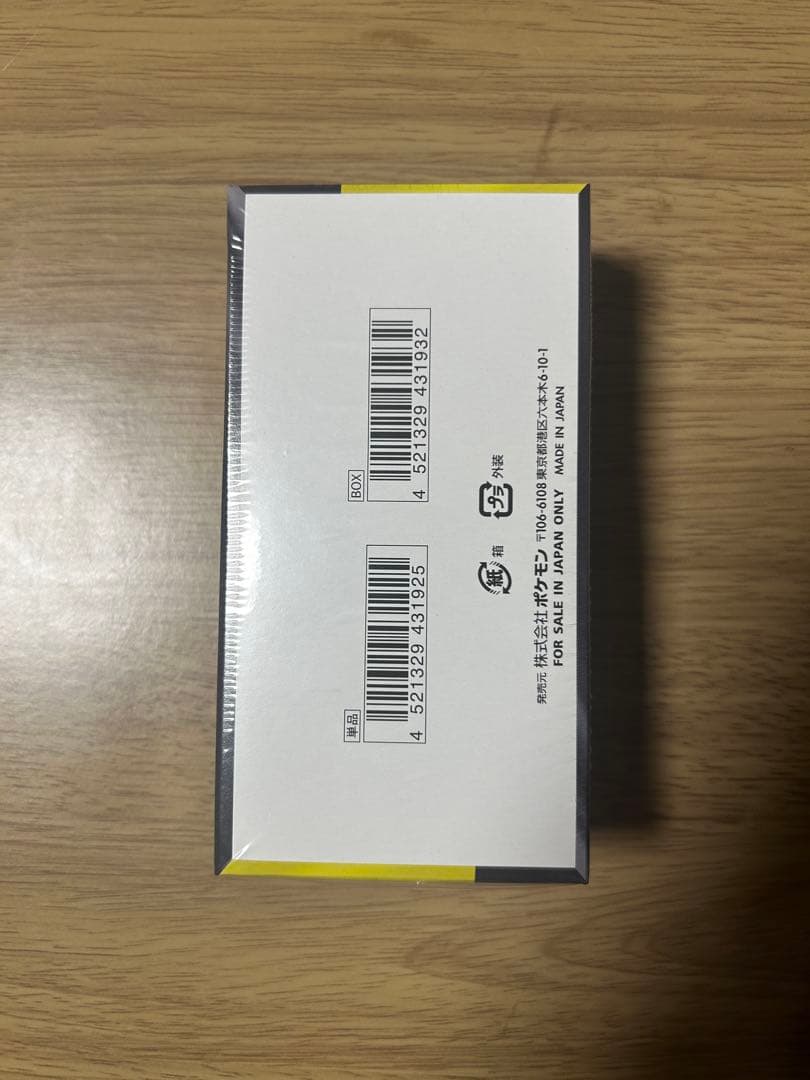 単品
4 521329 431925
BOX
4 521329 431932
紙 箱
プラ 外装
発売元 株式会社ポケモン 〒106-6108 東京都港区六本木6-10-1
FOR SALE IN JAPAN ONLY MADE IN JAPAN